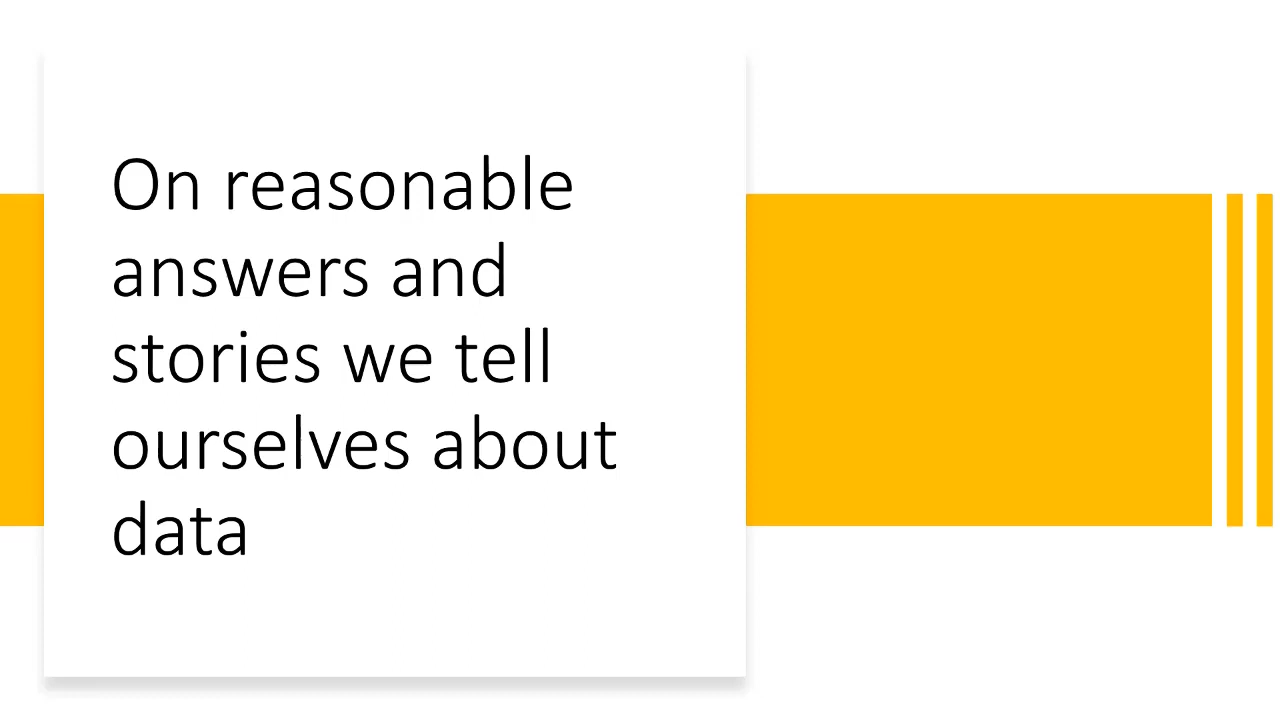 On reasonable
answers and
stories we tell
ourselves about
data